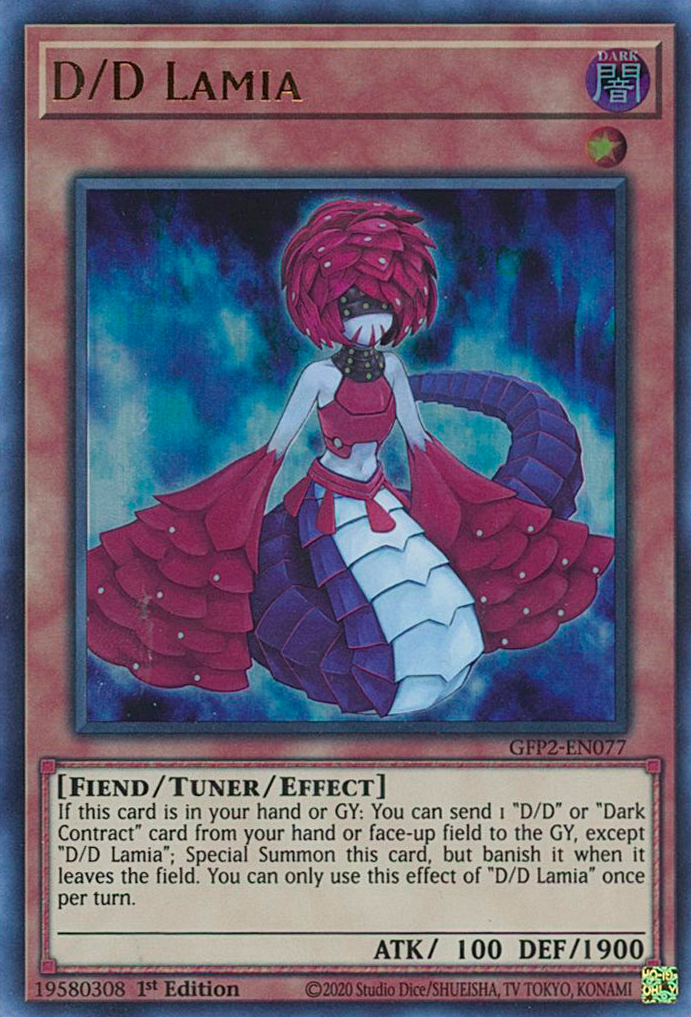 D/D Lamia
DARK
闇
GFP2-EN077
[Fiend/Tuner/Effect]
If this card is in your hand or GY: You can send 1 "D/D" or "Dark
Contract" card from your hand or face-up field to the GY, except
"D/D Lamia"; Special Summon this card, but banish it when it
leaves the field. You can only use this effect of "D/D Lamia" once
per turn.
ATK/ 100 DEF/1900
19580308 1st Edition ©2020 Studio Dice/SHUEISHA, TV TOKYO, KONAMI